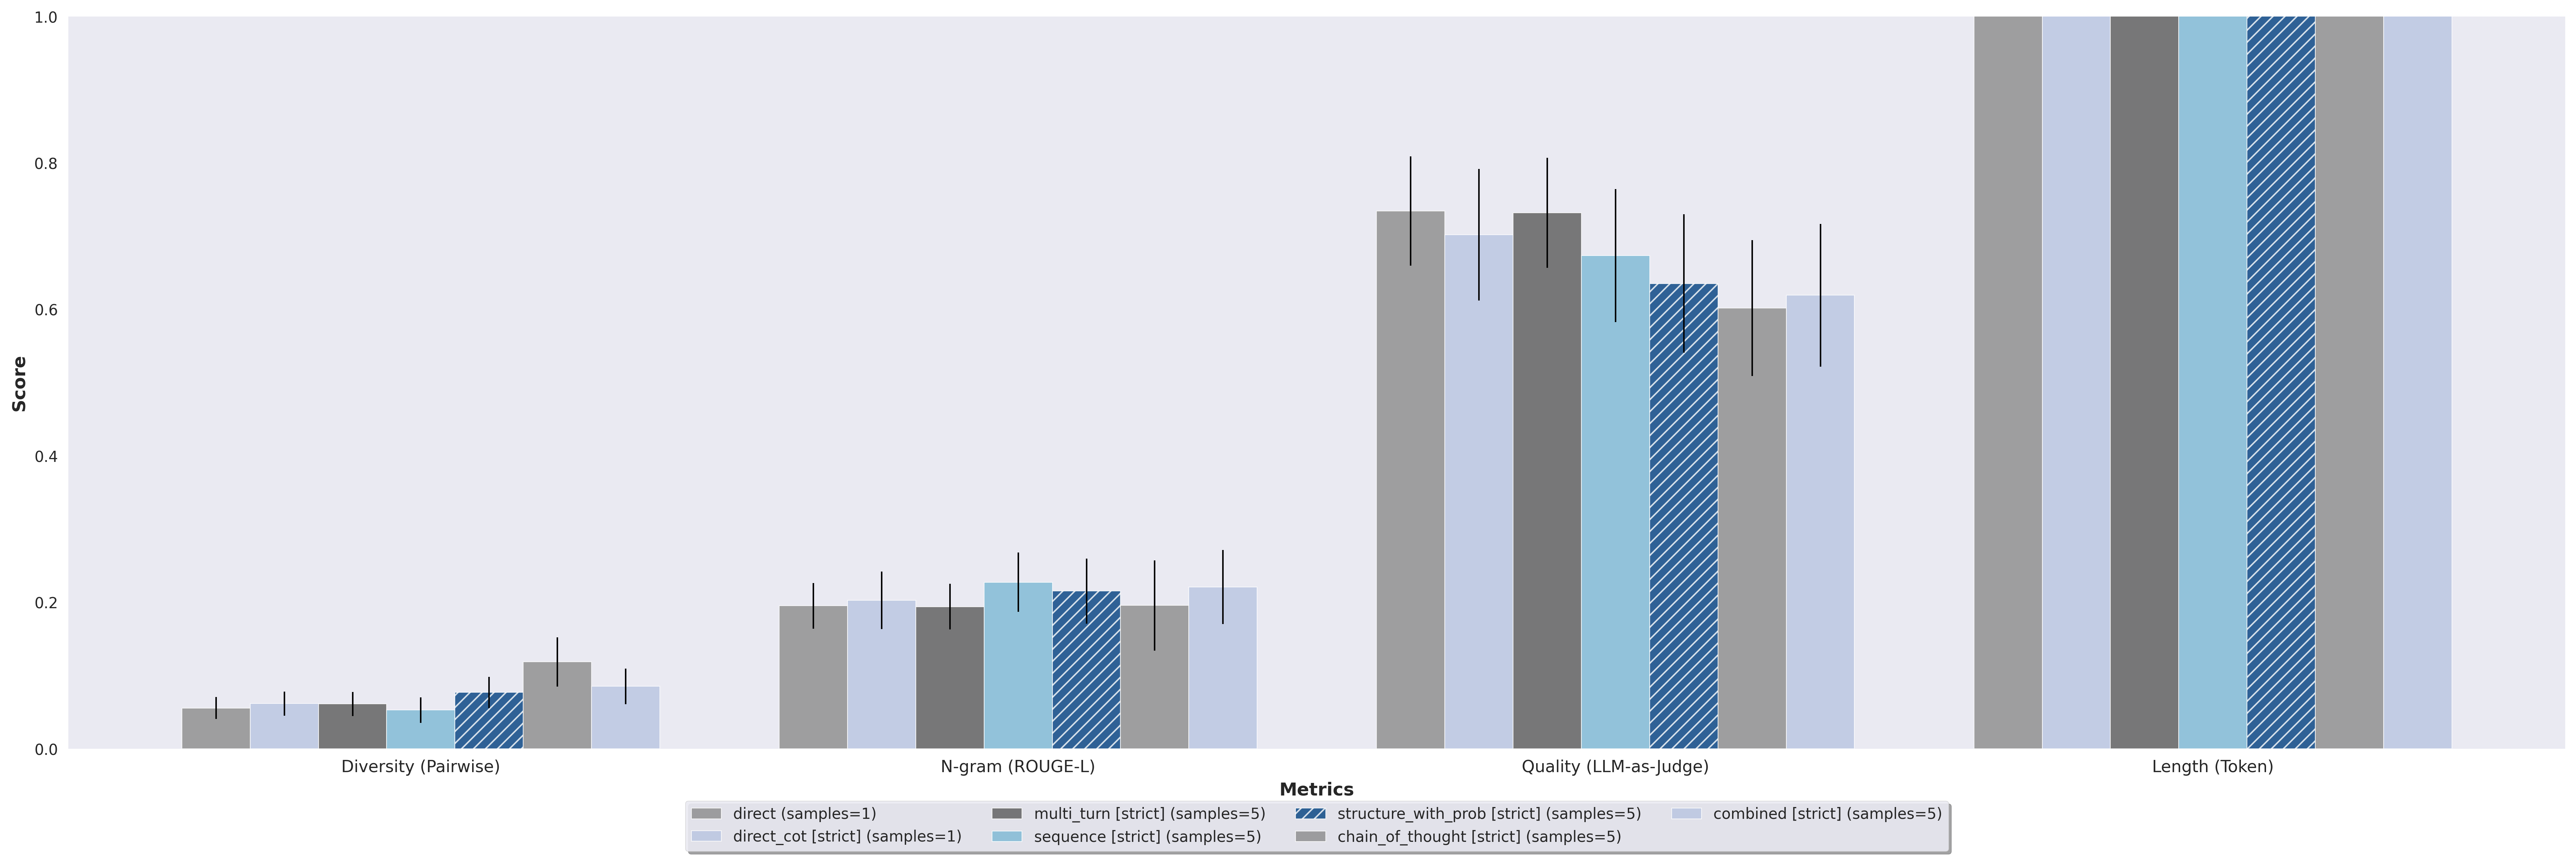 1.0
0.8
0.6
0.4
0.2
0.0
Score
Diversity (Pairwise)
N-gram (ROUGE-L)
Quality (LLM-as-Judge)
Length (Token)
Metrics
direct (samples=1)
direct_cot [strict] (samples=1)
multi_turn [strict] (samples=5)
sequence [strict] (samples=5)
structure_with_prob [strict] (samples=5)
chain_of_thought [strict] (samples=5)
combined [strict] (samples=5)